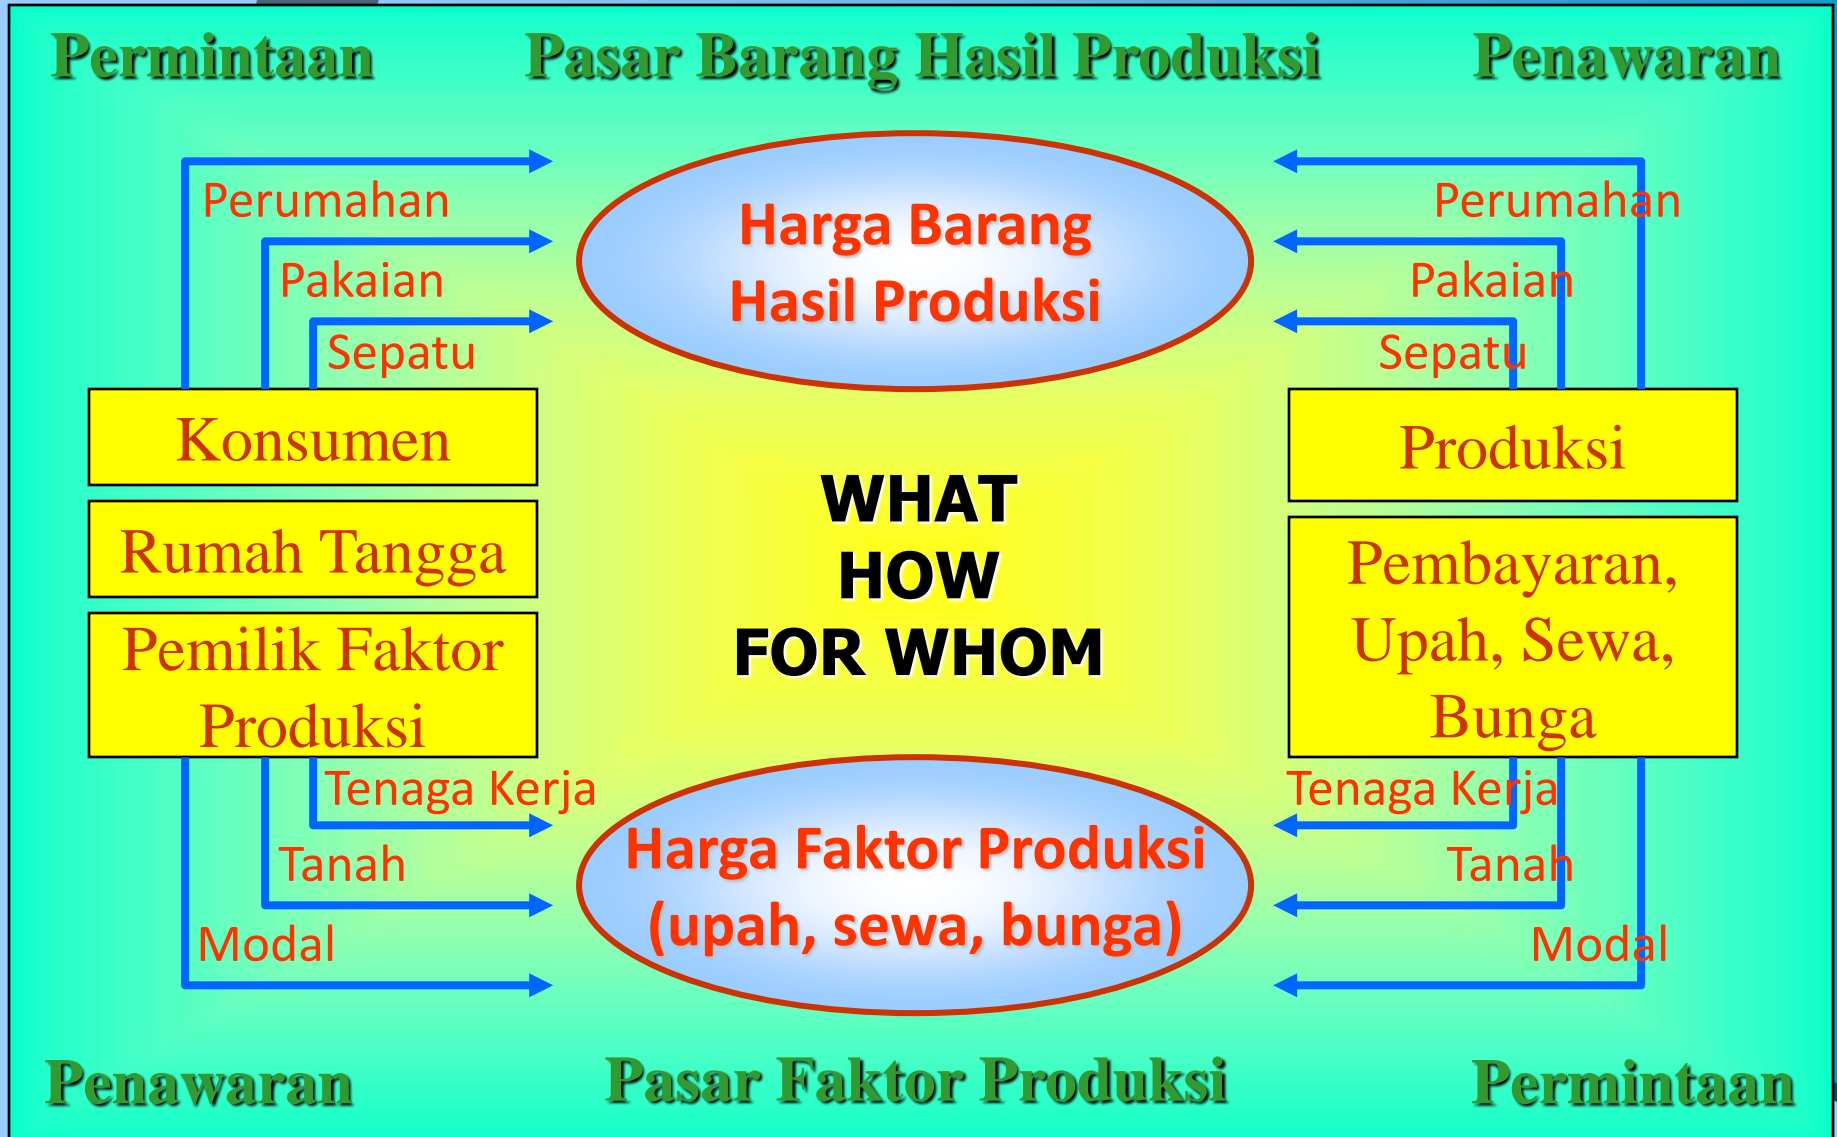 Permintaan
Pasar Barang Hasil Produksi
Penawaran
Perumahan
Pakaian
Sepatu
Harga Barang
Hasil Produksi
Perumahan
Pakaian
Sepatu
Konsumen
Rumah Tangga
Pemilik Faktor
Produksi
WHAT
HOW
FOR WHOM
Produksi
Pembayaran,
Upah, Sewa,
Bunga
Tenaga Kerja
Tanah
Modal
Harga Faktor Produksi
(upah, sewa, bunga)
Tenaga Kerja
Tanah
Modal
Penawaran
Pasar Faktor Produksi
Permintaan